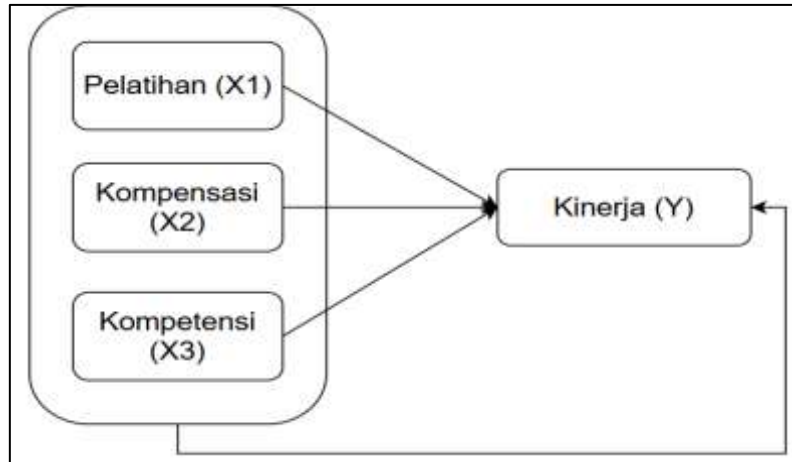 Pelatihan (X1)
Kompensasi
(X2)
Kinerja (Y)
Kompetensi
(X3)